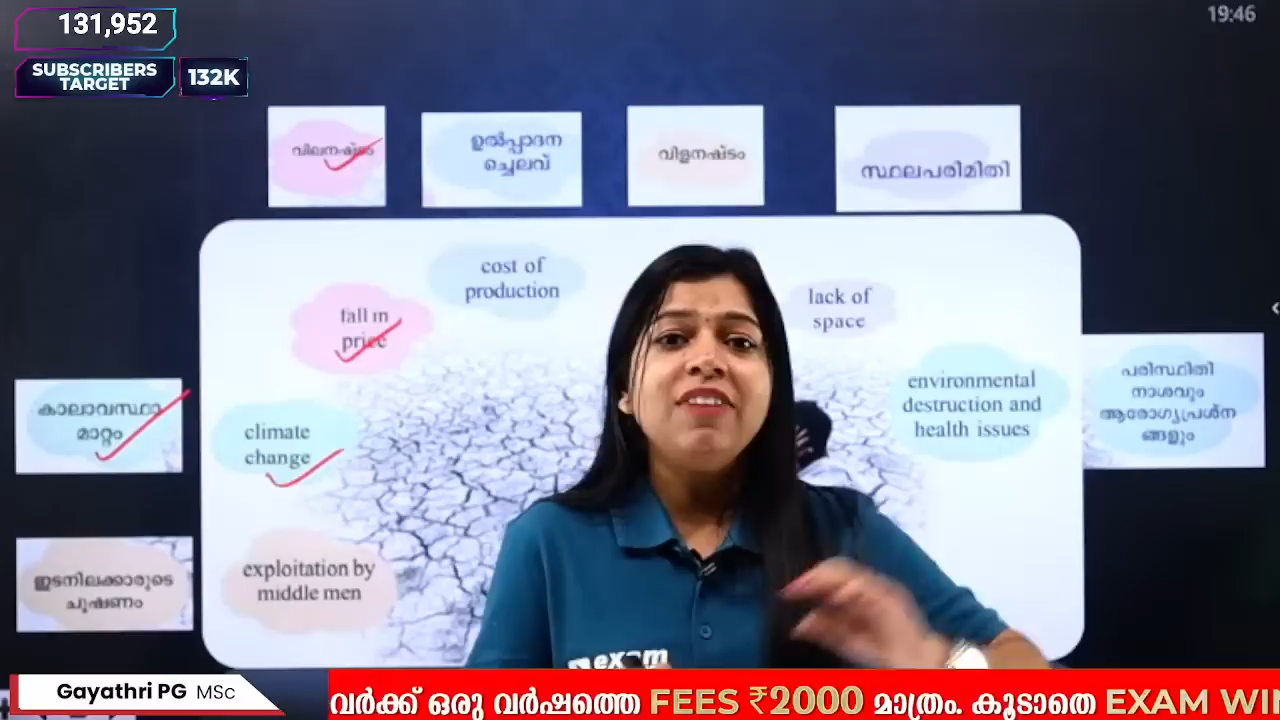 131,952
19:46
SUBSCRIBERS
TARGET
132K
വിലനഷ്ടം
ഉൽപ്പാദന
ച്ചെലവ്
വിളനഷ്ടം
സ്ഥലപരിമിതി
cost of
production
fall in
price
lack of
space
environmental
destruction and
health issues
പരിസ്ഥിതി
നാശവും
ആരോഗ്യപ്രശ്ന
ങ്ങളും
കാലാവസ്ഥാ
മാറ്റം
climate
change
ഇടനിലക്കാരുടെ
ചൂഷണം
exploitation by
middle men
exam
Gayathri PG MSc
വർക്ക് ഒരു വർഷത്തെ FEES ₹2000 മാത്രം. കൂടാതെ EXAM WI